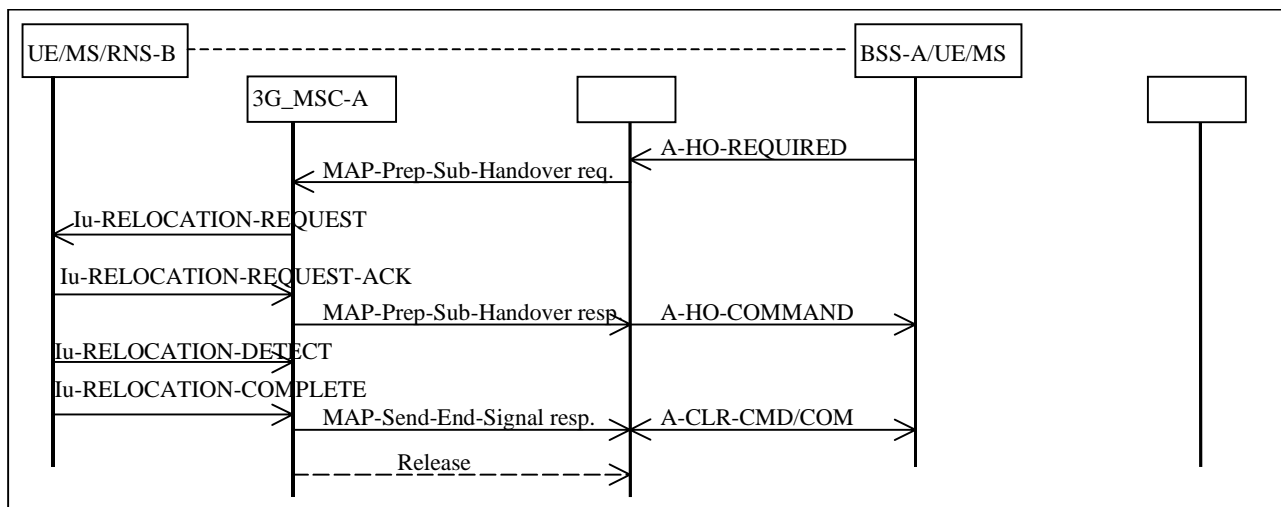 UE/MS/RNS-B
BSS-A/UE/MS
3G_MSC-A
A-HO-REQUIRED
MAP-Prep-Sub-Handover req.
Iu-RELOCATION-REQUEST
Iu-RELOCATION-REQUEST-ACK
MAP-Prep-Sub-Handover resp.
A-HO-COMMAND
Iu-RELOCATION-DETECT
Iu-RELOCATION-COMPLETE
MAP-Send-End-Signal resp.
A-CLR-CMD/COM
Release